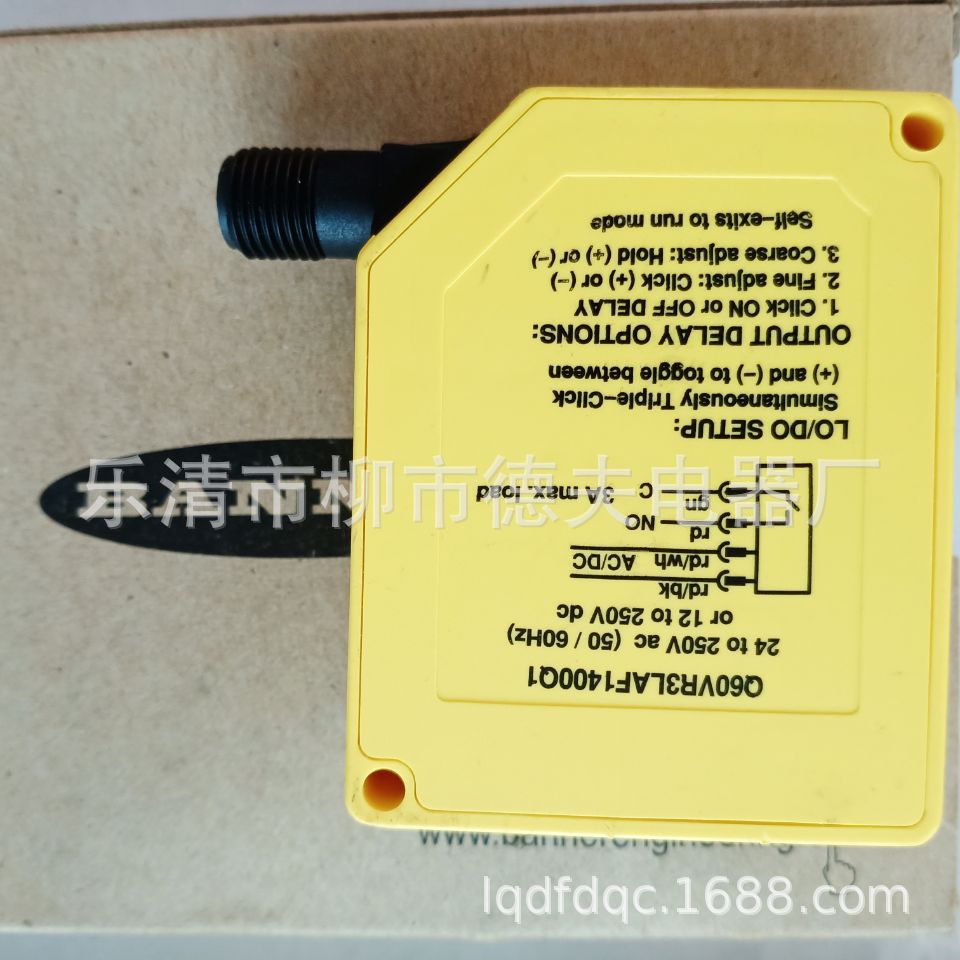 Q60VR3LAF1400Q1
24 to 250V ac (50 / 60Hz)
or 12 to 250V dc
rd/bk
rd/wh AC/DC
rd
NO
gn
C
3A max. load
LO/DO SETUP:
Simultaneously Triple-Click
(+) and (-) to toggle between
OUTPUT DELAY OPTIONS:
1. Click ON or OFF DELAY
2. Fine adjust: Click (+) or (-)
3. Coarse adjust: Hold (+) or (-)
Self-exits to run mode
乐清市柳市德夫电器厂
lqdfdqc.1688.com